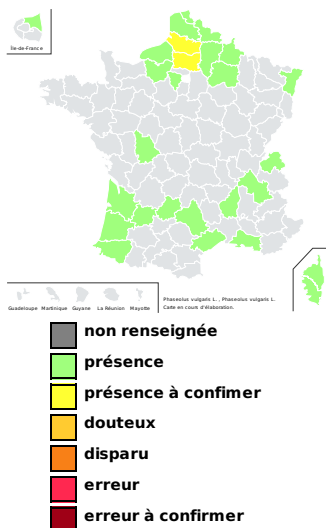 Île-de-France
Guadeloupe Martinique Guyane La Réunion Mayotte
Phaseolus vulgaris L. , Phaseolus vulgaris L.
Carte en cours d'élaboration.
non renseignée
présence
présence à confimer
douteux
disparu
erreur
erreur à confirmer